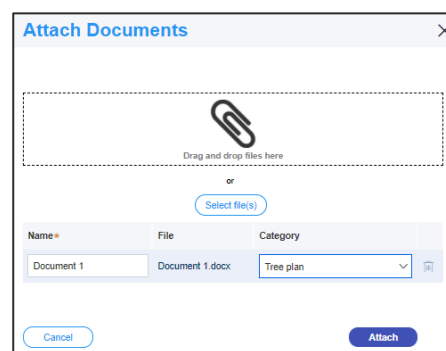 Attach Documents
Drag and drop files here
or
Select file(s)
Name* File Category
Document 1 Document 1.docx Tree plan
Cancel Attach